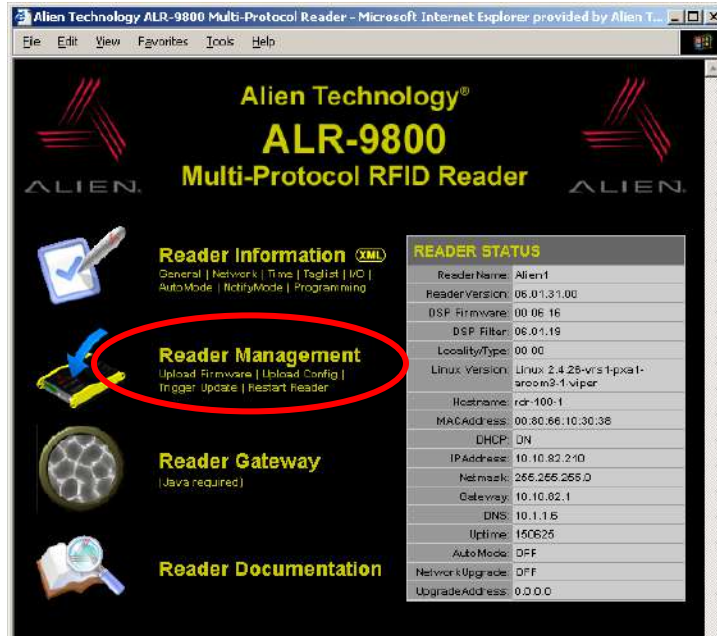 Alien Technology ALR-9800 Multi-Protocol Reader - Microsoft Internet Explorer provided by Alien T...
File Edit View Favorites Tools Help
Alien Technology®
ALR-9800
Multi-Protocol RFID Reader
ALIEN.
ALIEN.
Reader Information XML
General | Network | Time | Taglist | I/O |
AutoMode | NotifyMode | Programming
Reader Management
Upload Firmware | Upload Config |
Trigger Update | Restart Reader
Reader Gateway
(Java required)
Reader Documentation
READER STATUS
ReaderName: Alien1
ReaderVersion: 06.01.31.00
DSP Firmware: 00 06 16
DSP Filter: 06.01.19
Locality/Type: 00 00
Linux Version: Linux 2.4.26-vrs1-pxa1-
arcom3-1-viper
Hostname: rdr-100-1
MACAddress: 00:80:66:10:30:38
DHCP: ON
IPAddress: 10.10.82.210
Netmask: 255.255.255.0
Gateway: 10.10.82.1
DNS: 10.1.1.6
Uptime: 150625
AutoMode: OFF
NetworkUpgrade: OFF
UpgradeAddress: 0.0.0.0